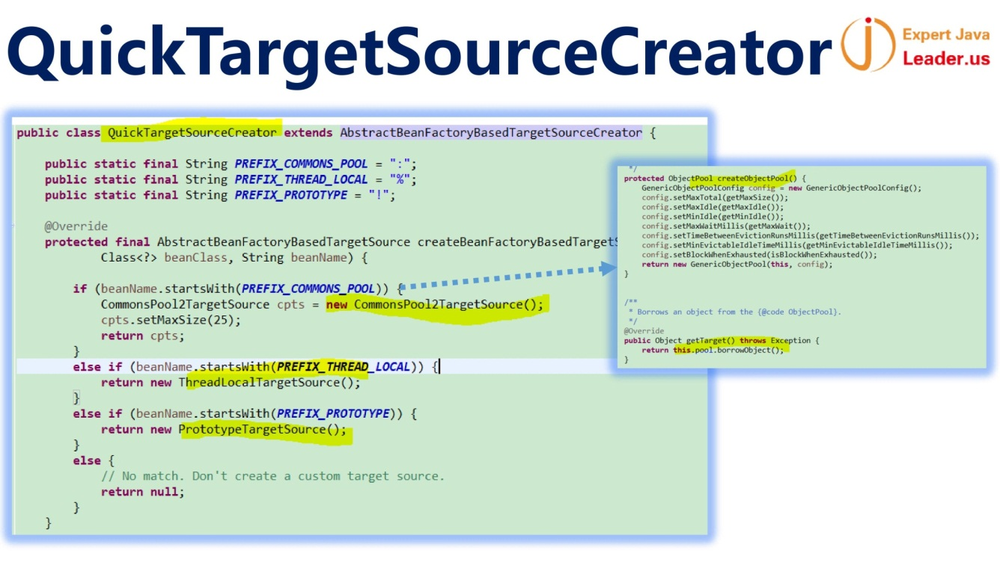 QuickTargetSourceCreator
Expert Java
Leader.us
public class QuickTargetSourceCreator extends AbstractBeanFactoryBasedTargetSourceCreator {
public static final String PREFIX_COMMONS_POOL = ":";
public static final String PREFIX_THREAD_LOCAL = "%";
public static final String PREFIX_PROTOTYPE = "!";
@Override
protected final AbstractBeanFactoryBasedTargetSource createBeanFactoryBasedTargetS
Class<?> beanClass, String beanName) {
if (beanName.startsWith(PREFIX_COMMONS_POOL)) {
CommonsPool2TargetSource cpts = new CommonsPool2TargetSource();
cpts.setMaxSize(25);
return cpts;
}
else if (beanName.startsWith(PREFIX_THREAD_LOCAL)) {
return new ThreadLocalTargetSource();
}
else if (beanName.startsWith(PREFIX_PROTOTYPE)) {
return new PrototypeTargetSource();
}
else {
// No match. Don't create a custom target source.
return null;
}
}
*/
protected ObjectPool createObjectPool() {
GenericObjectPoolConfig config = new GenericObjectPoolConfig();
config.setMaxTotal(getMaxSize());
config.setMaxIdle(getMaxIdle());
config.setMinIdle(getMinIdle());
config.setMaxWaitMillis(getMaxWait());
config.setTimeBetweenEvictionRunsMillis(getTimeBetweenEvictionRunsMillis());
config.setMinEvictableIdleTimeMillis(getMinEvictableIdleTimeMillis());
config.setBlockWhenExhausted(isBlockWhenExhausted());
return new GenericObjectPool(this, config);
}
/**
* Borrows an object from the {@code ObjectPool}.
*/
@Override
public Object getTarget() throws Exception {
return this.pool.borrowObject();
}